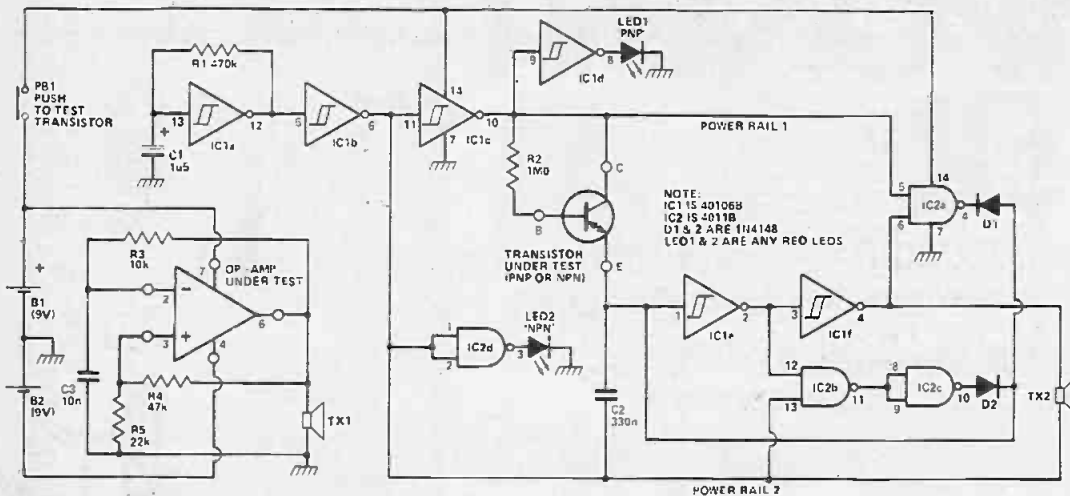 PB1
PUSH
TO TEST
TRANSISTOR
R1 470k
13
12
IC1a
C1
1u5
5
6
IC1b
14
11
10
7
IC1c
9
8
IC1d
LED1
PNP
POWER RAIL 1
R2
1M0
C
B
E
TRANSISTOR
UNDER TEST
(PNP OR NPN)
NOTE:
IC1 IS 40106B
IC2 IS 4011B
D1 & 2 ARE 1N4148
LED1 & 2 ARE ANY RED LEDS
14
5
6
IC2a
4
7
D1
R3
10k
7
OP-AMP
UNDER TEST
2
3
6
4
+
B1
(9V)
B2
(9V)
C3
10n
R4
47k
R5
22k
TX1
1
2
IC2d
3
LED2
'NPN'
C2
330n
1
2
IC1e
3
4
IC1f
12
13
IC2b
11
8
9
IC2c
10
D2
TX2
POWER RAIL 2